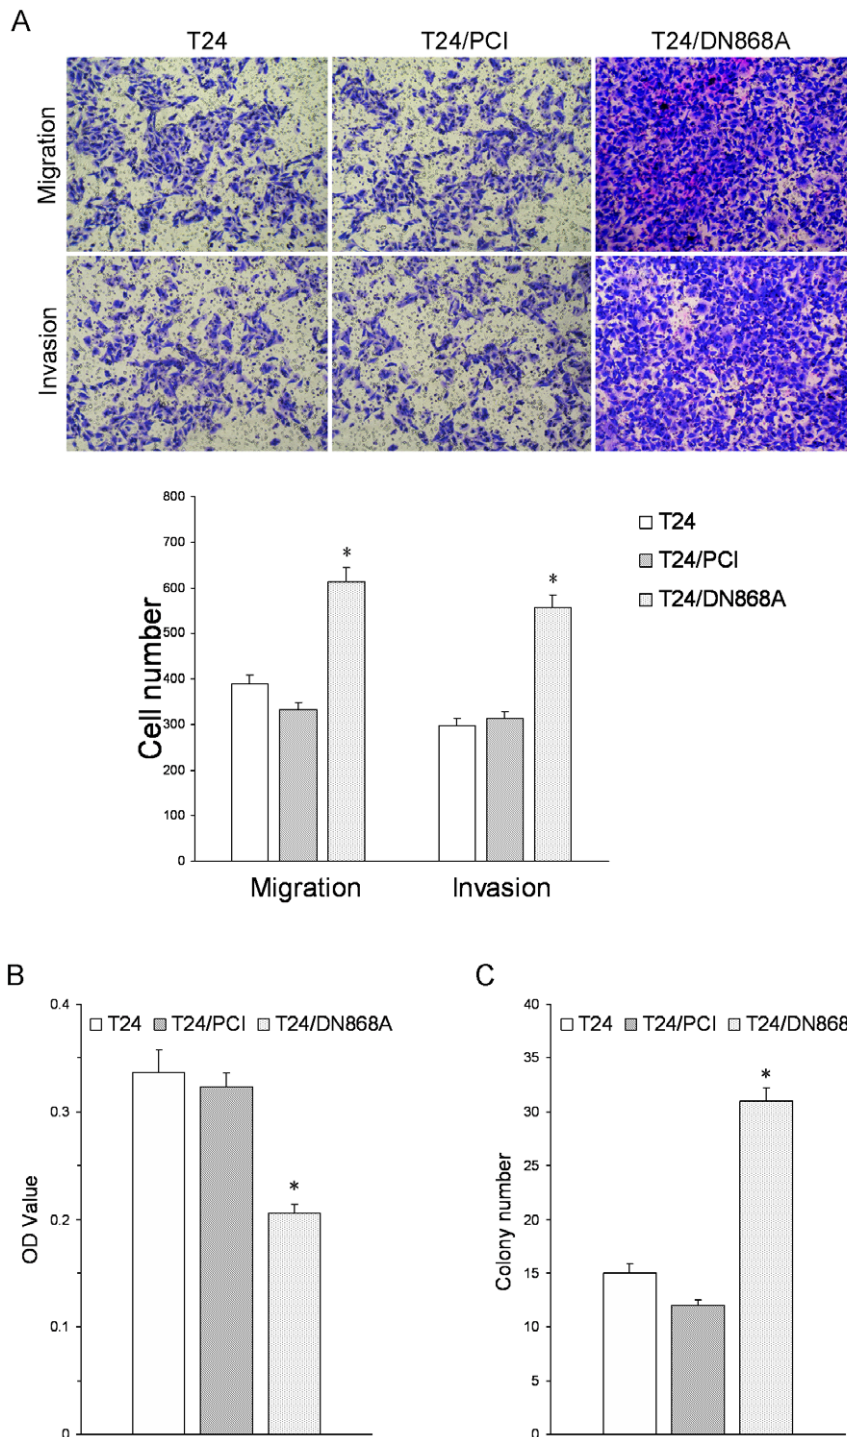 A
T24 T24/PCI T24/DN868A
Migration
Invasion
800
700
600
500
400
300
200
100
0
Cell number
*
*
Migration Invasion
T24
T24/PCI
T24/DN868A
B
0.4
0.3
0.2
0.1
0
OD Value
T24 T24/PCI T24/DN868A
*
C
40
35
30
25
20
15
10
5
0
Colony number
T24 T24/PCI T24/DN868
*